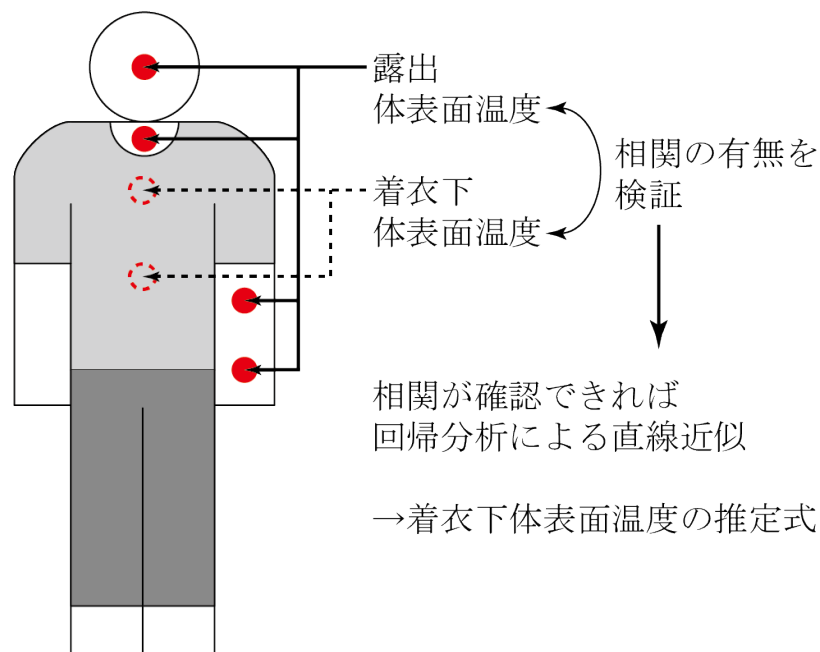 露出
体表面温度
着衣下
体表面温度
相関の有無を
検証
相関が確認できれば
回帰分析による直線近似
→着衣下体表面温度の推定式